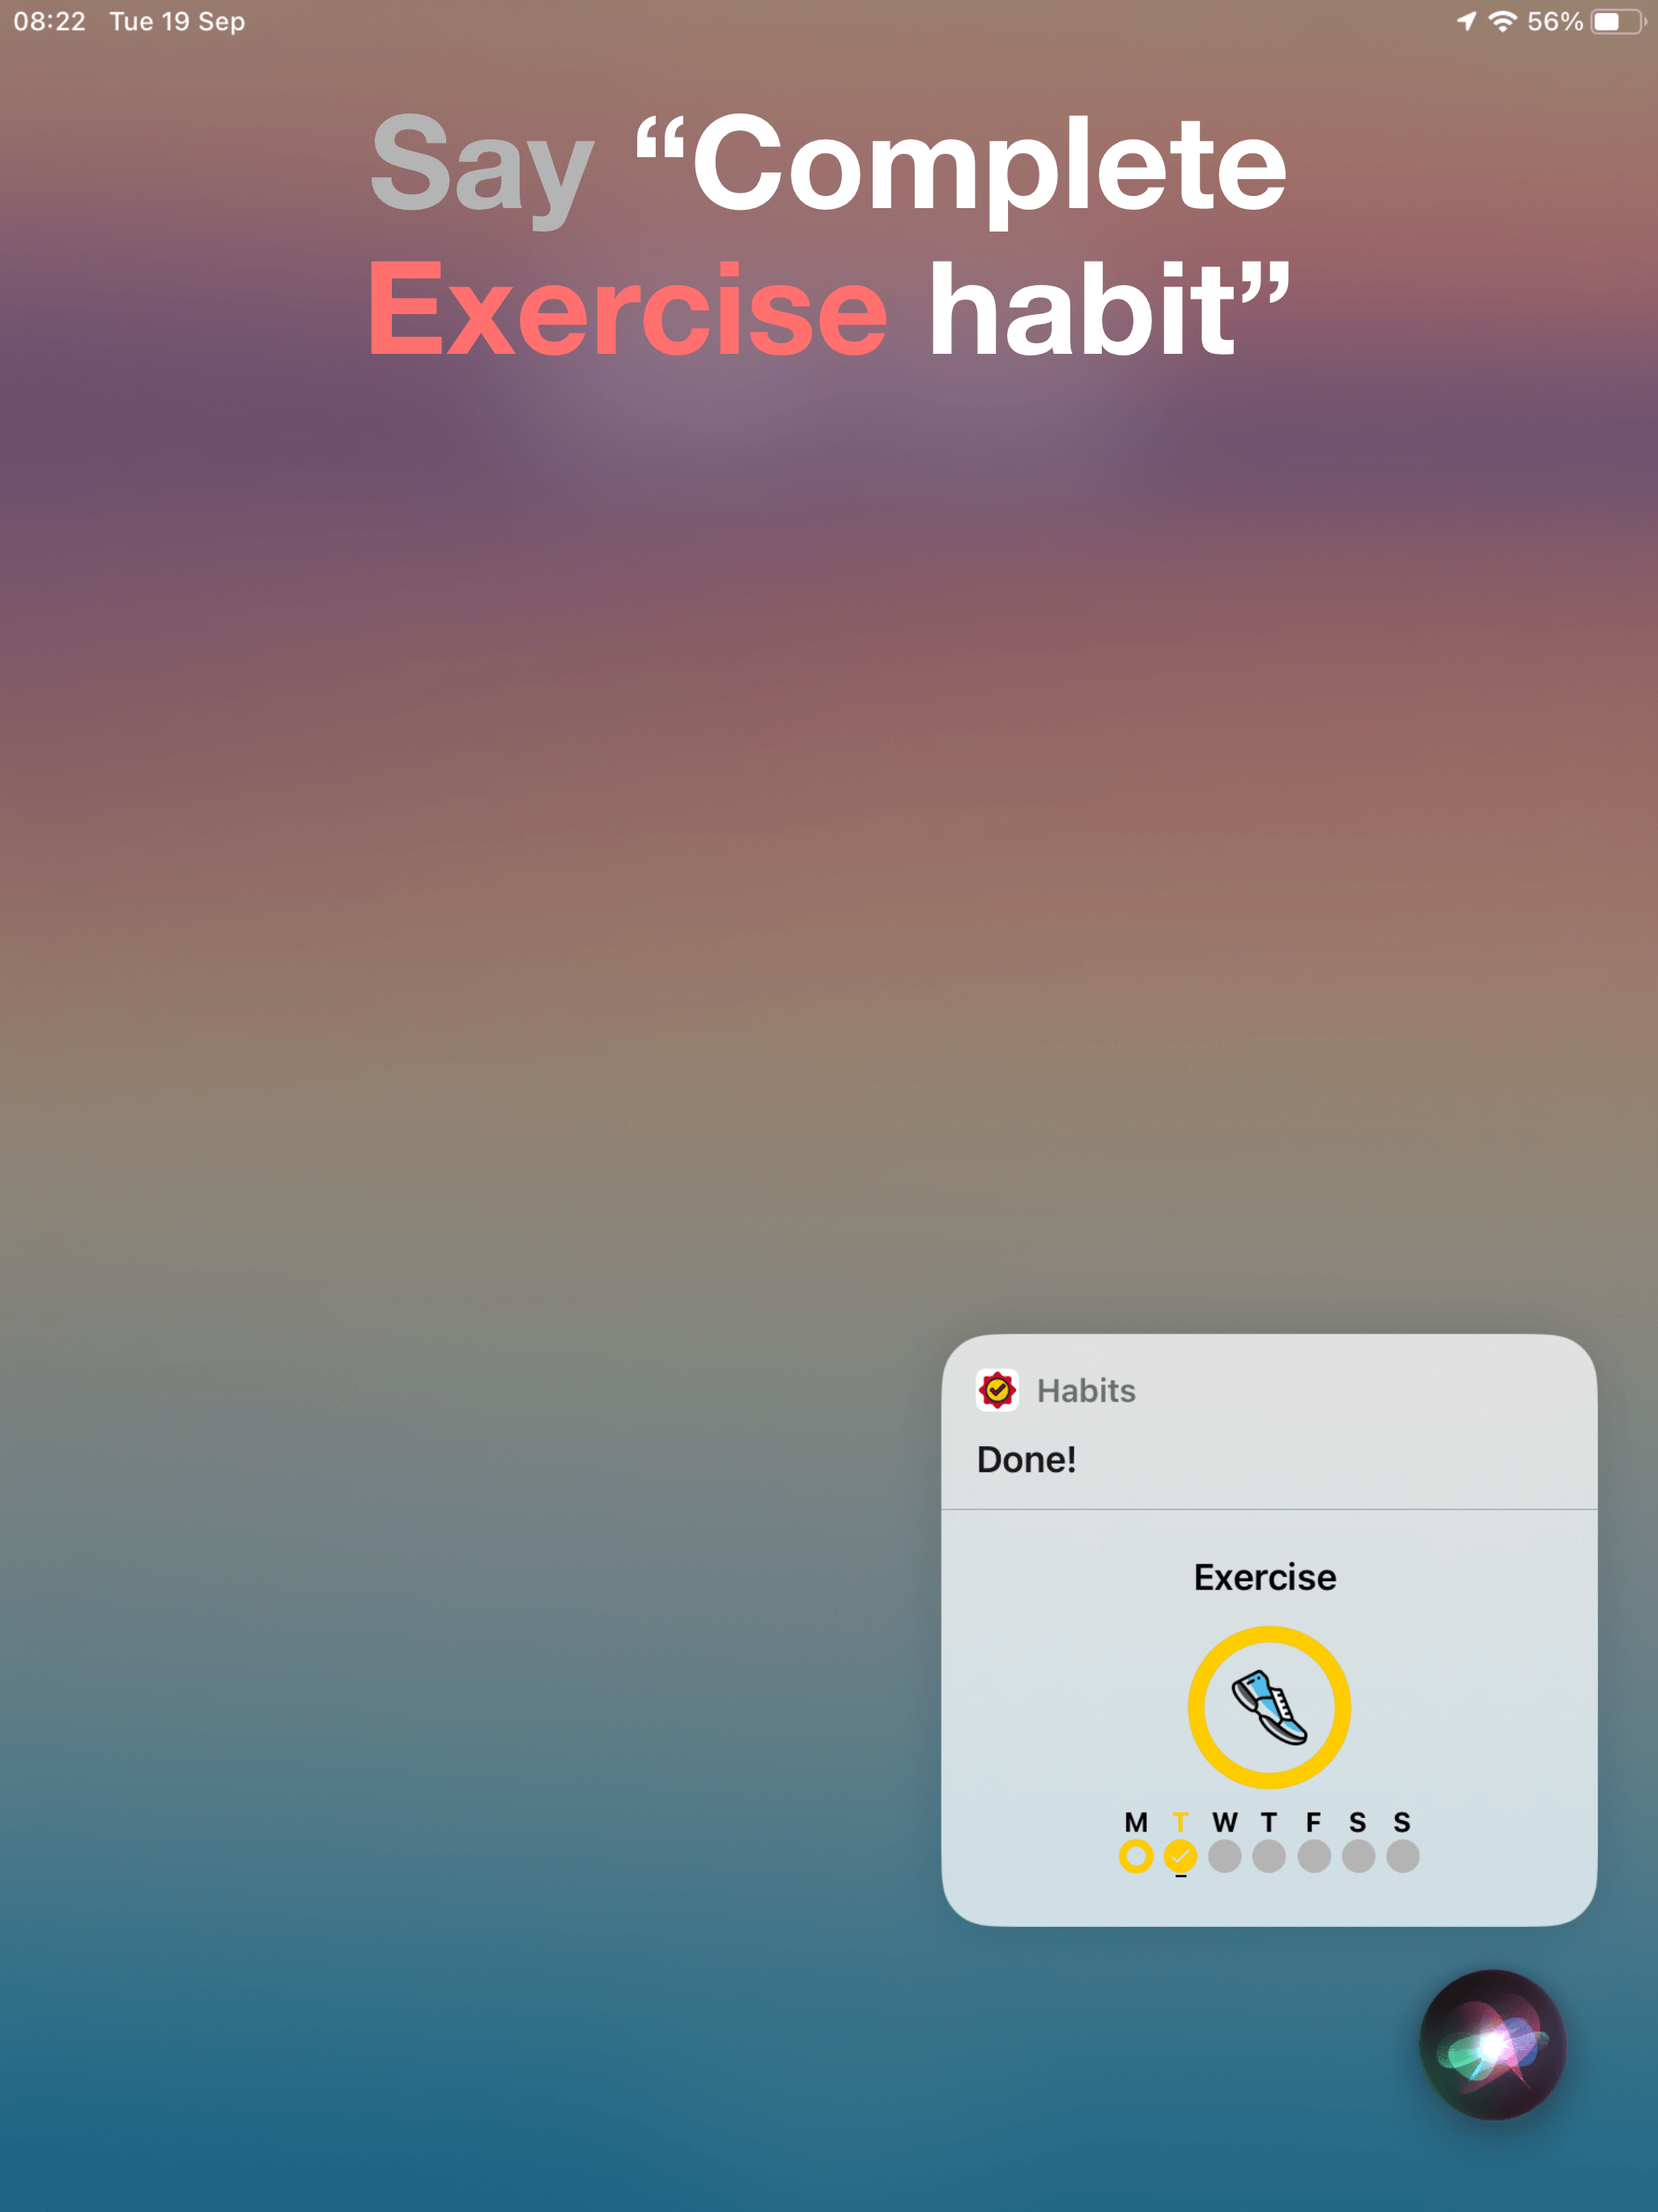 08:22 Tue 19 Sep 56%
Say “Complete
Exercise habit”
Habits
Done!
Exercise
M T W T F S S